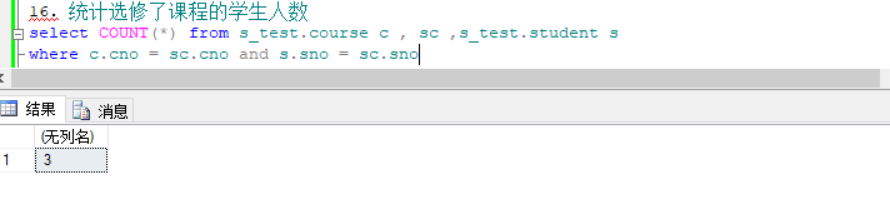 16. 统计选修了课程的学生人数
select COUNT(*) from s_test.course c , sc ,s_test.student s
where c.cno = sc.cno and s.sno = sc.sno
结果 消息
(无列名)
1 3